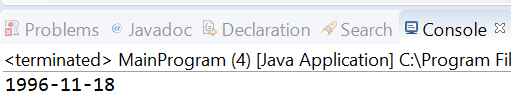 Problems @ Javadoc Declaration Search Console
<terminated> MainProgram (4) [Java Application] C:\Program Fil
1996-11-18